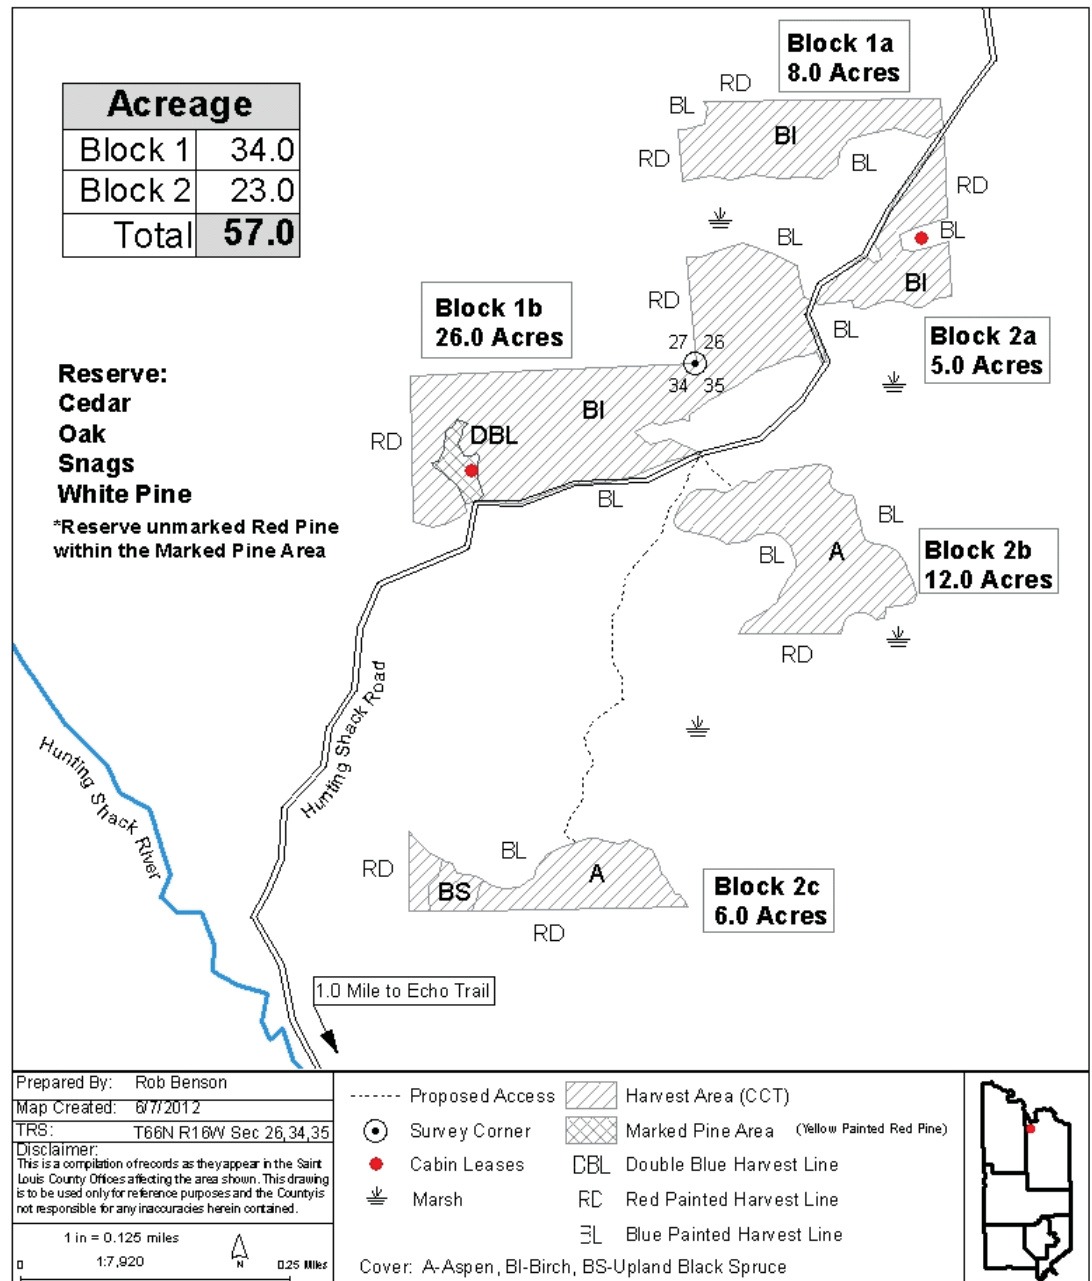 Block 1a
8.0 Acres
RD
BL
Acreage
Block 1 34.0
Block 2 23.0
Total 57.0
BI
BL
RD
RD
BL
BL
BI
RD
Block 1b
26.0 Acres
BL
Block 2a
5.0 Acres
27 26
34 35
Reserve:
Cedar
Oak
Snags
White Pine
*Reserve unmarked Red Pine
within the Marked Pine Area
BI
RD
DBL
BL
BL
BL
A
Block 2b
12.0 Acres
RD
Hunting Shack Road
Hunting Shack River
BL
RD
BS
A
Block 2c
6.0 Acres
RD
1.0 Mile to Echo Trail
Prepared By: Rob Benson
Map Created: 6/7/2012
TRS: T66N R16W Sec 26,34,35
Disclaimer:
This is a compilation of records as they appear in the Saint
Louis County Offices affecting the area shown. This drawing
is to be used only for reference purposes and the County is
not responsible for any inaccuracies herein contained.
1 in = 0.125 miles
1:7,920
N
0 0.25 Miles
Proposed Access
Survey Corner
Cabin Leases
Marsh
Harvest Area (CCT)
Marked Pine Area (Yellow Painted Red Pine)
DBL Double Blue Harvest Line
RD Red Painted Harvest Line
BL Blue Painted Harvest Line
Cover: A-Aspen, BI-Birch, BS-Upland Black Spruce